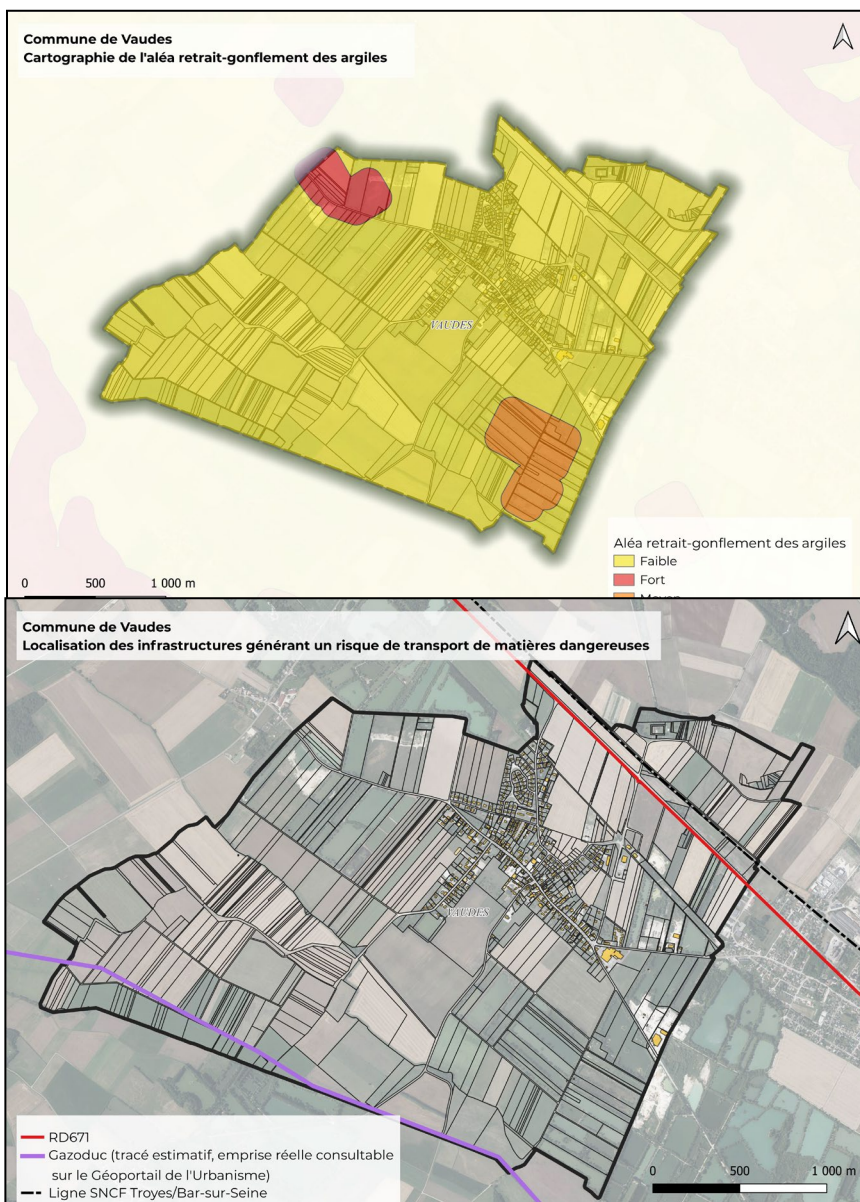 Commune de Vaudes
Cartographie de l'aléa retrait-gonflement des argiles
VAUDES
Aléa retrait-gonflement des argiles
Faible
Fort
0 500 1 000 m
Commune de Vaudes
Localisation des infrastructures générant un risque de transport de matières dangereuses
VAUDES
RD671
Gazoduc (tracé estimatif, emprise réelle consultable
sur le Géoportail de l'Urbanisme)
Ligne SNCF Troyes/Bar-sur-Seine
0 500 1 000 m